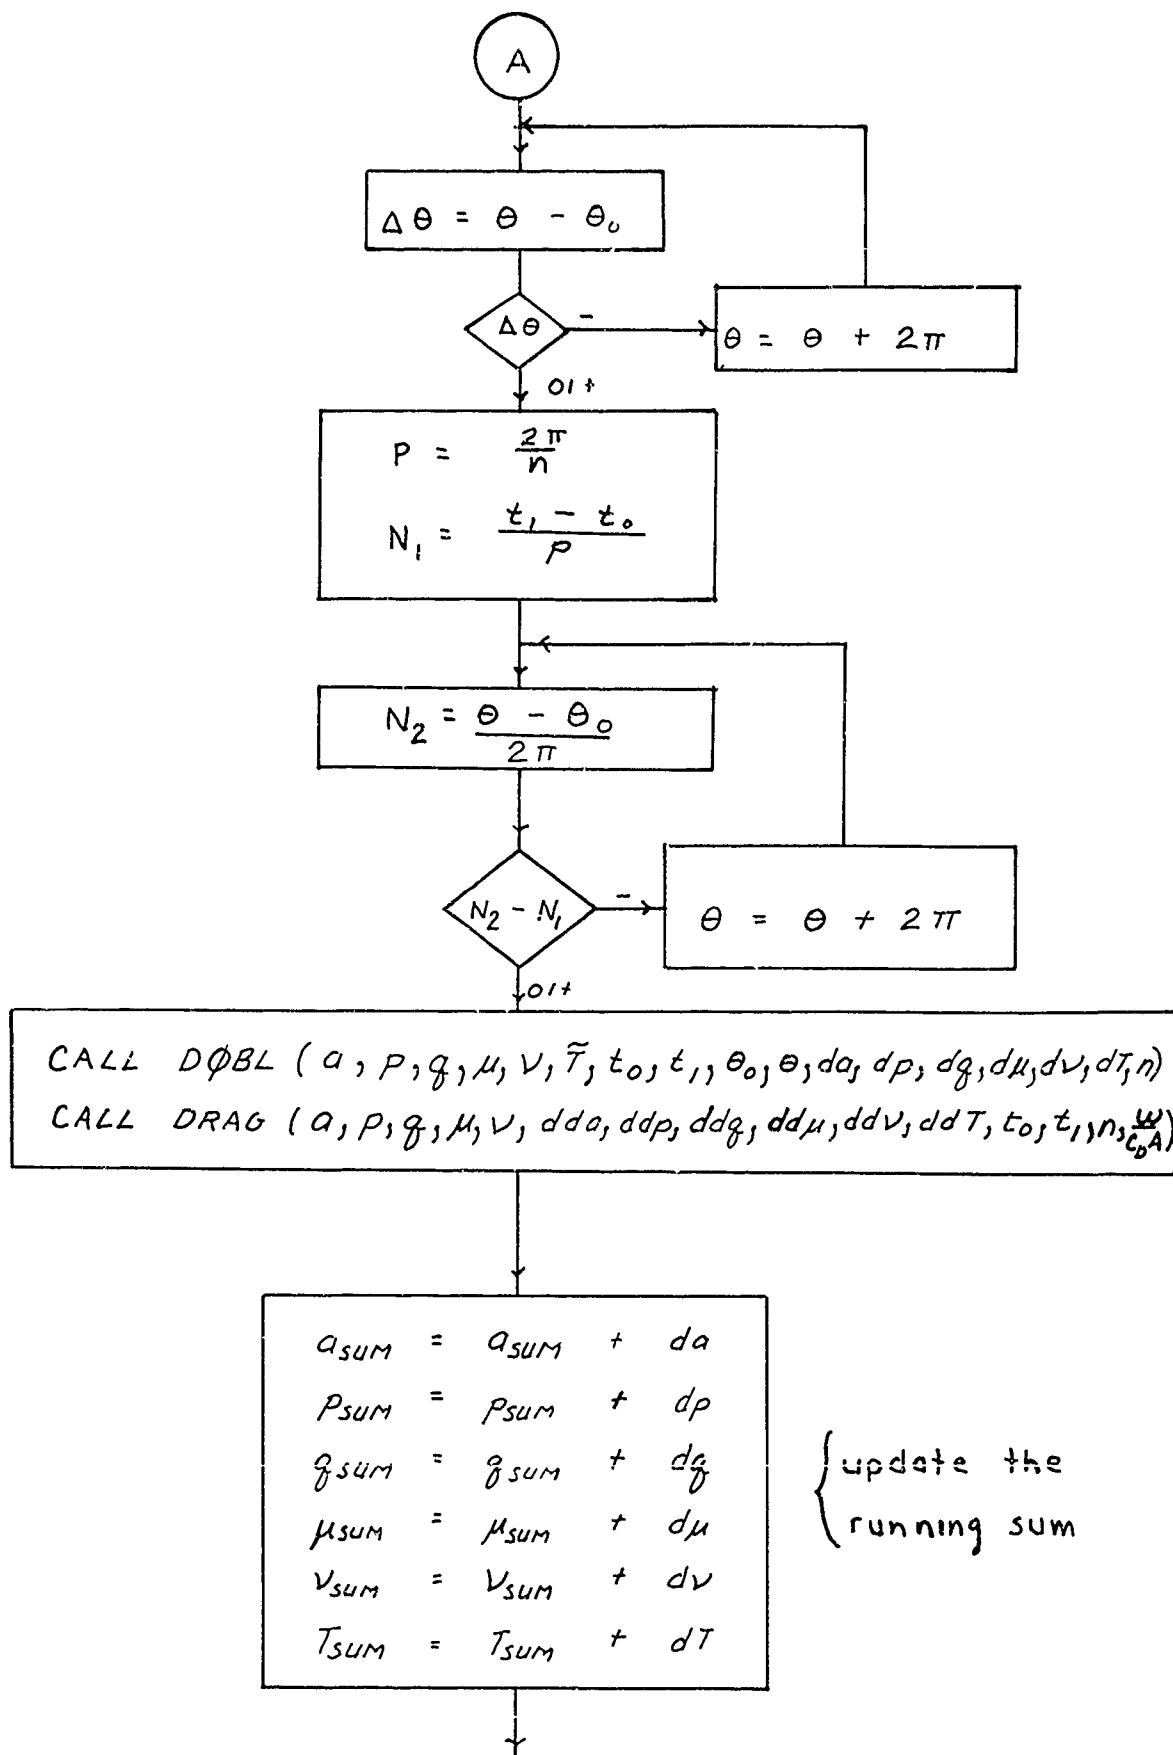 A
Δθ = θ - θ₀
Δθ
-
θ = θ + 2π
0|+
P = 2π/n
N₁ = (t₁ - t₀)/P
N₂ = (θ - θ₀)/2π
N₂ - N₁
-
θ = θ + 2π
0|+
CALL DØBL (a, p, q, μ, ν, T̃, t₀, t₁, θ₀, θ, da, dp, dq, dμ, dν, dT, n)
CALL DRAG (a, p, q, μ, ν, dda, ddp, ddq, ddμ, ddν, ddT, t₀, t₁, n, W/C_DA)
a_SUM = a_SUM + da
p_SUM = p_SUM + dp
q_SUM = q_SUM + dq
μ_SUM = μ_SUM + dμ
ν_SUM = ν_SUM + dν
T_SUM = T_SUM + dT
{update the
running sum